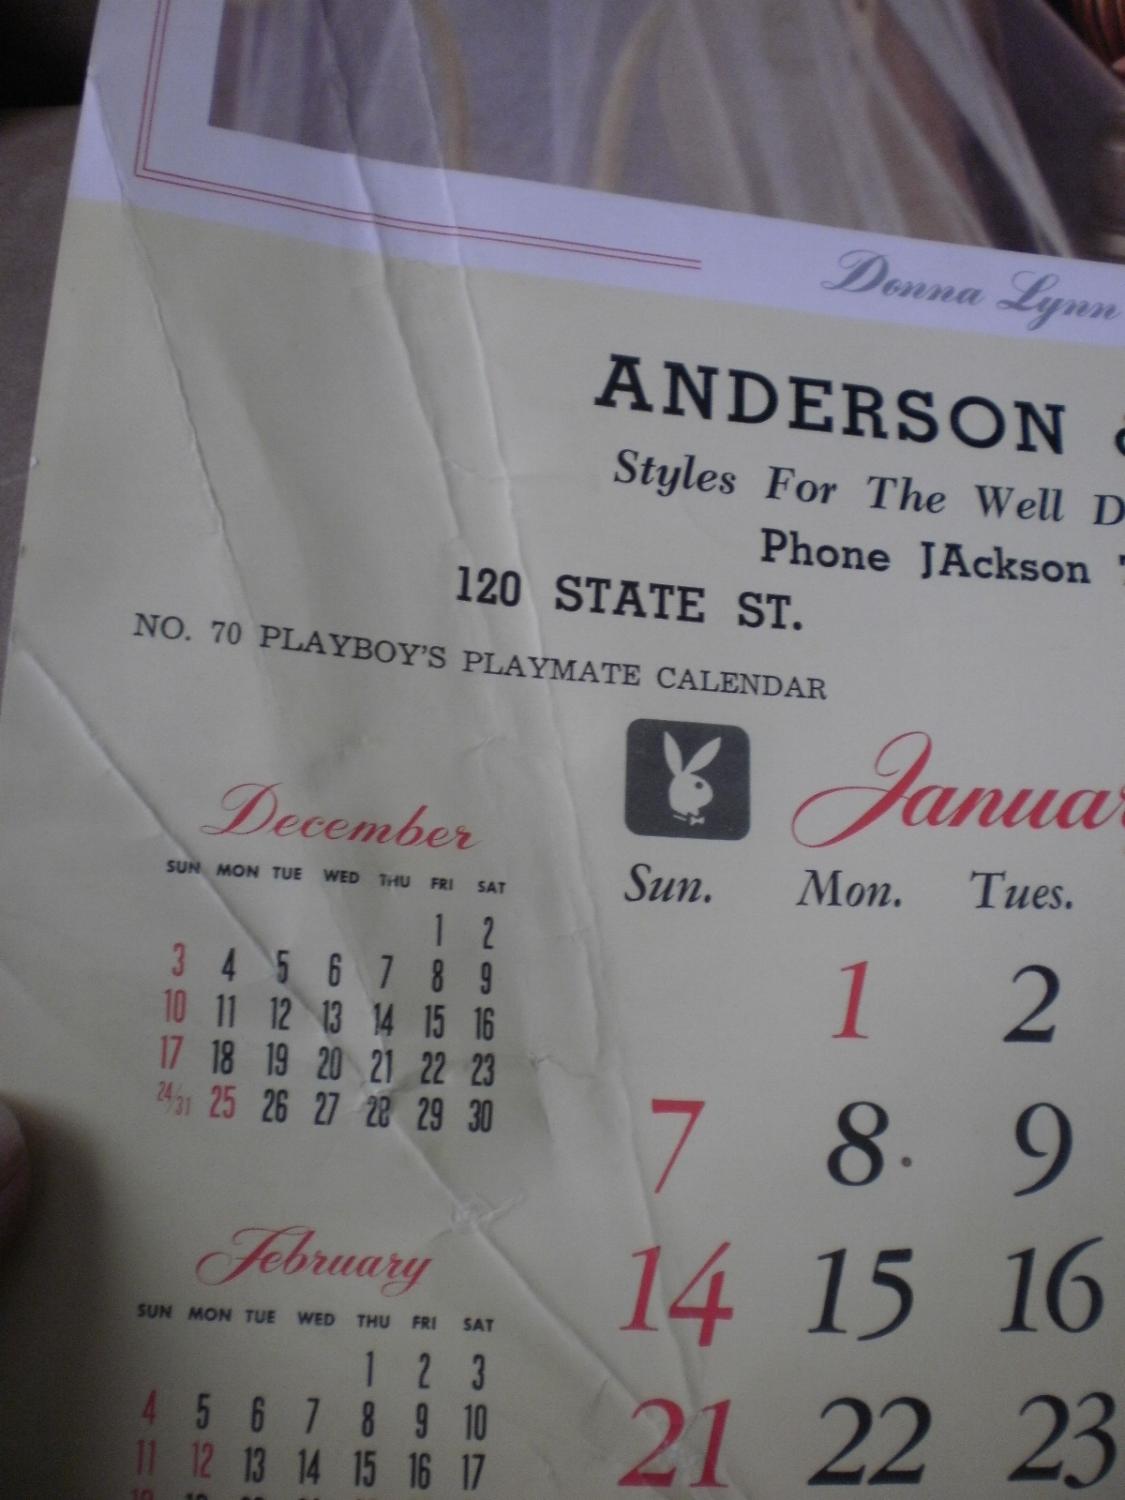 Donna Lynn
ANDERSON
Styles For The Well
Phone JAckson
120 STATE ST.
NO. 70 PLAYBOY'S PLAYMATE CALENDAR
December
SUN MON TUE WED THU FRI SAT
1 2
3 4 5 6 7 8 9
10 11 12 13 14 15 16
17 18 19 20 21 22 23
24/31 25 26 27 28 29 30
February
SUN MON TUE WED THU FRI SAT
1 2 3
4 5 6 7 8 9 10
11 12 13 14 15 16 17
Januar
Sun. Mon. Tues.
1 2
7 8 9
14 15 16
21 22 23